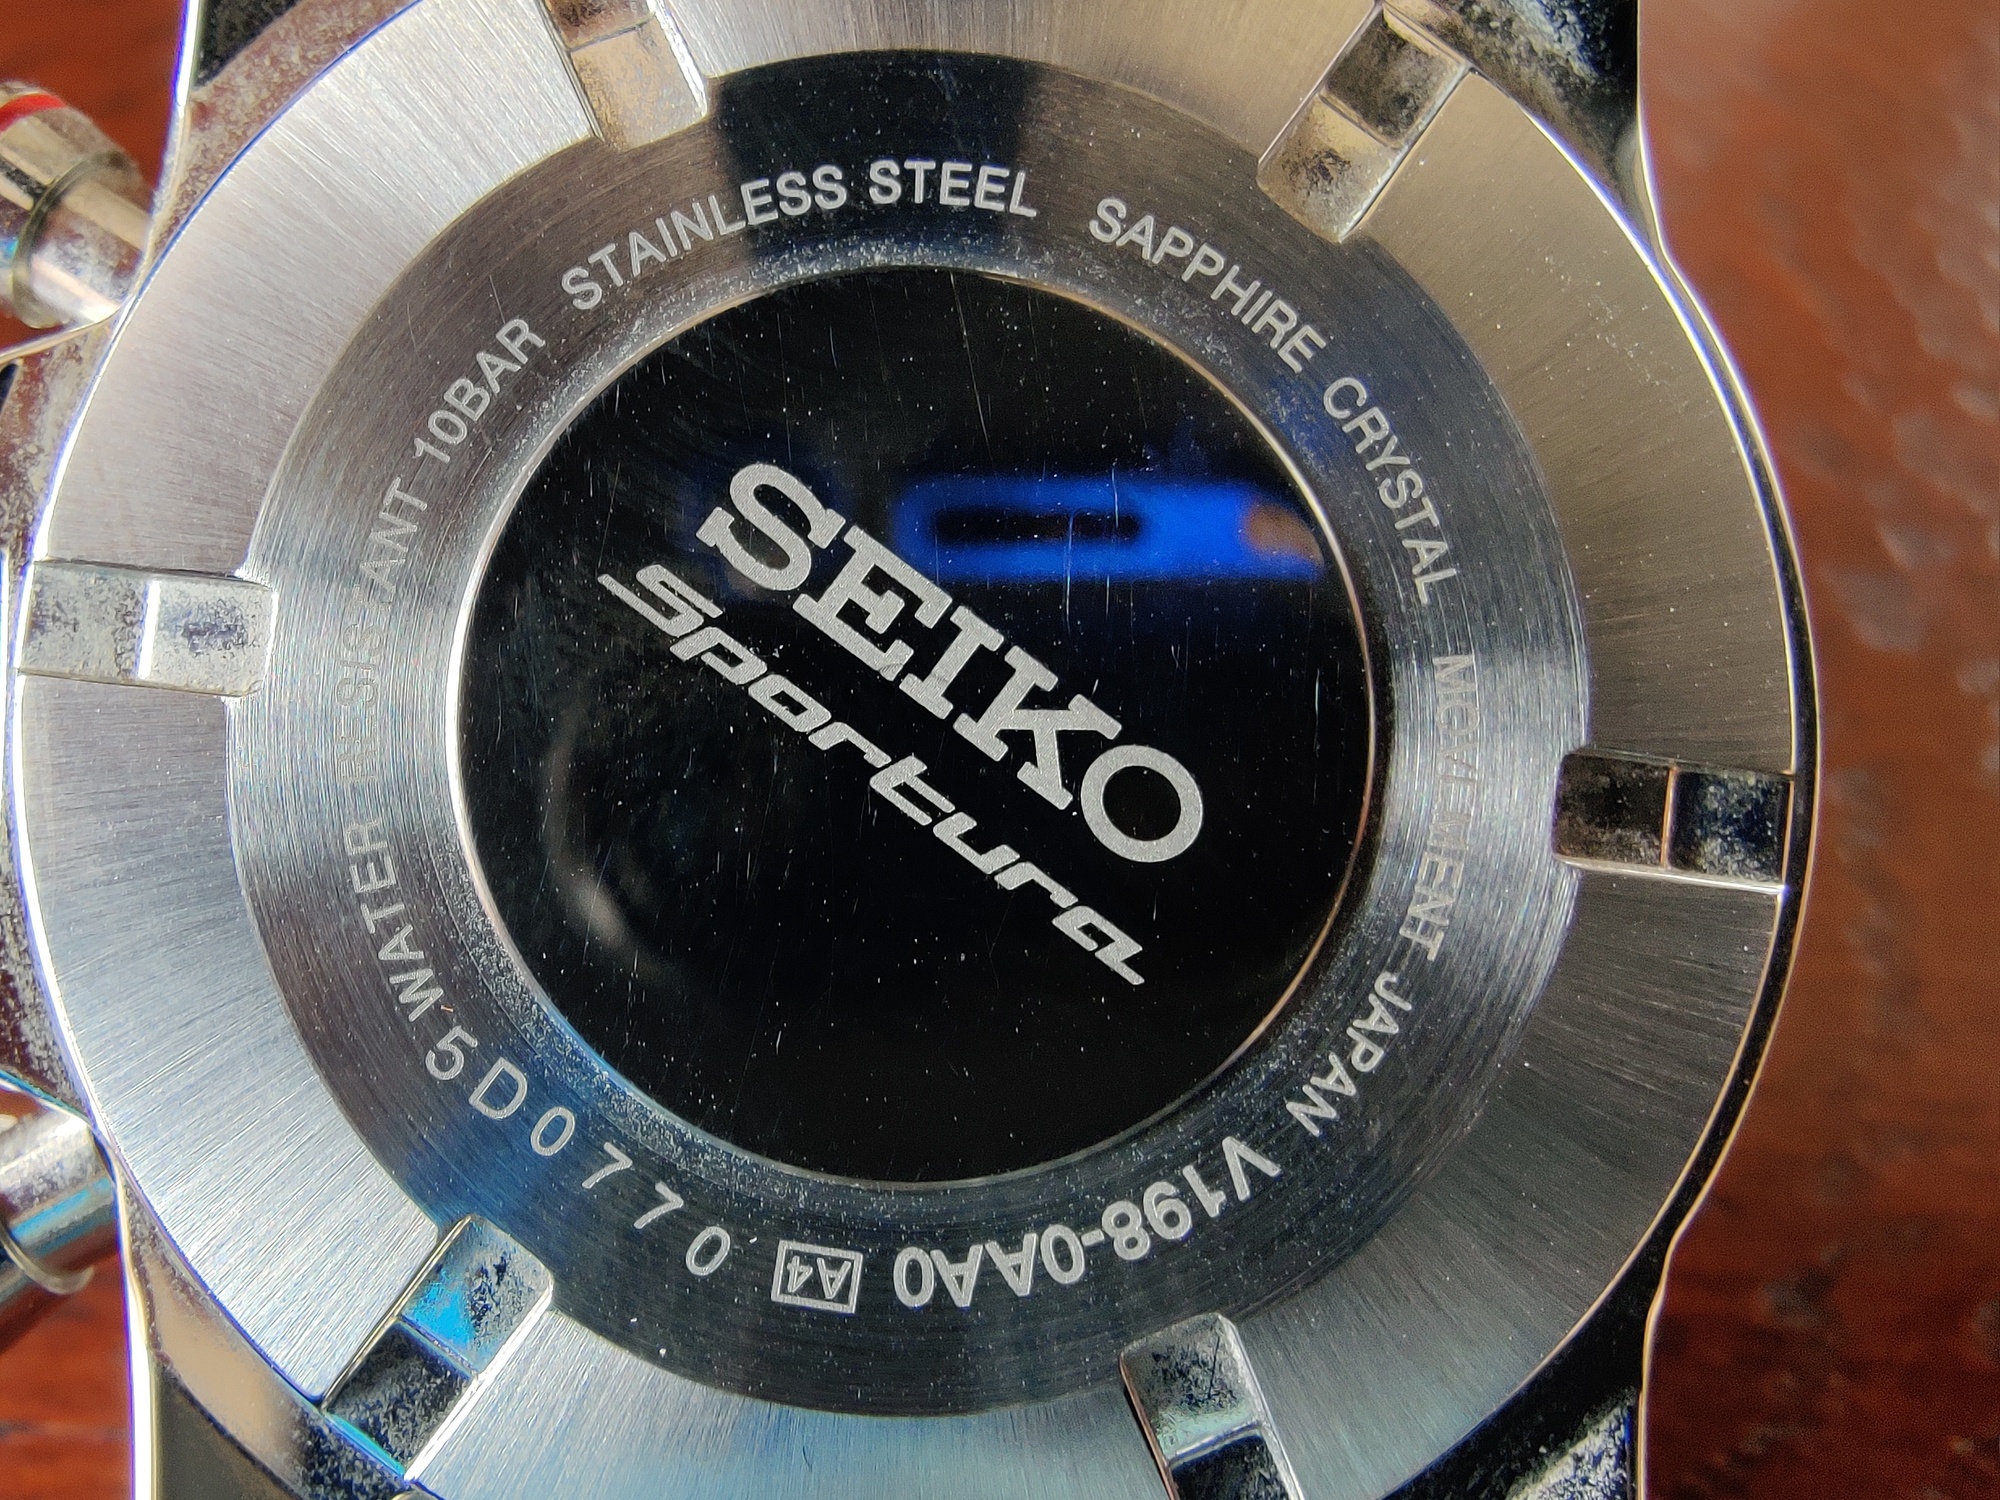 SEIKO
Sportura
WATER RESISTANT 10BAR STAINLESS STEEL SAPPHIRE CRYSTAL MOVEMENT JAPAN V198-0AA0 A4 5D0770